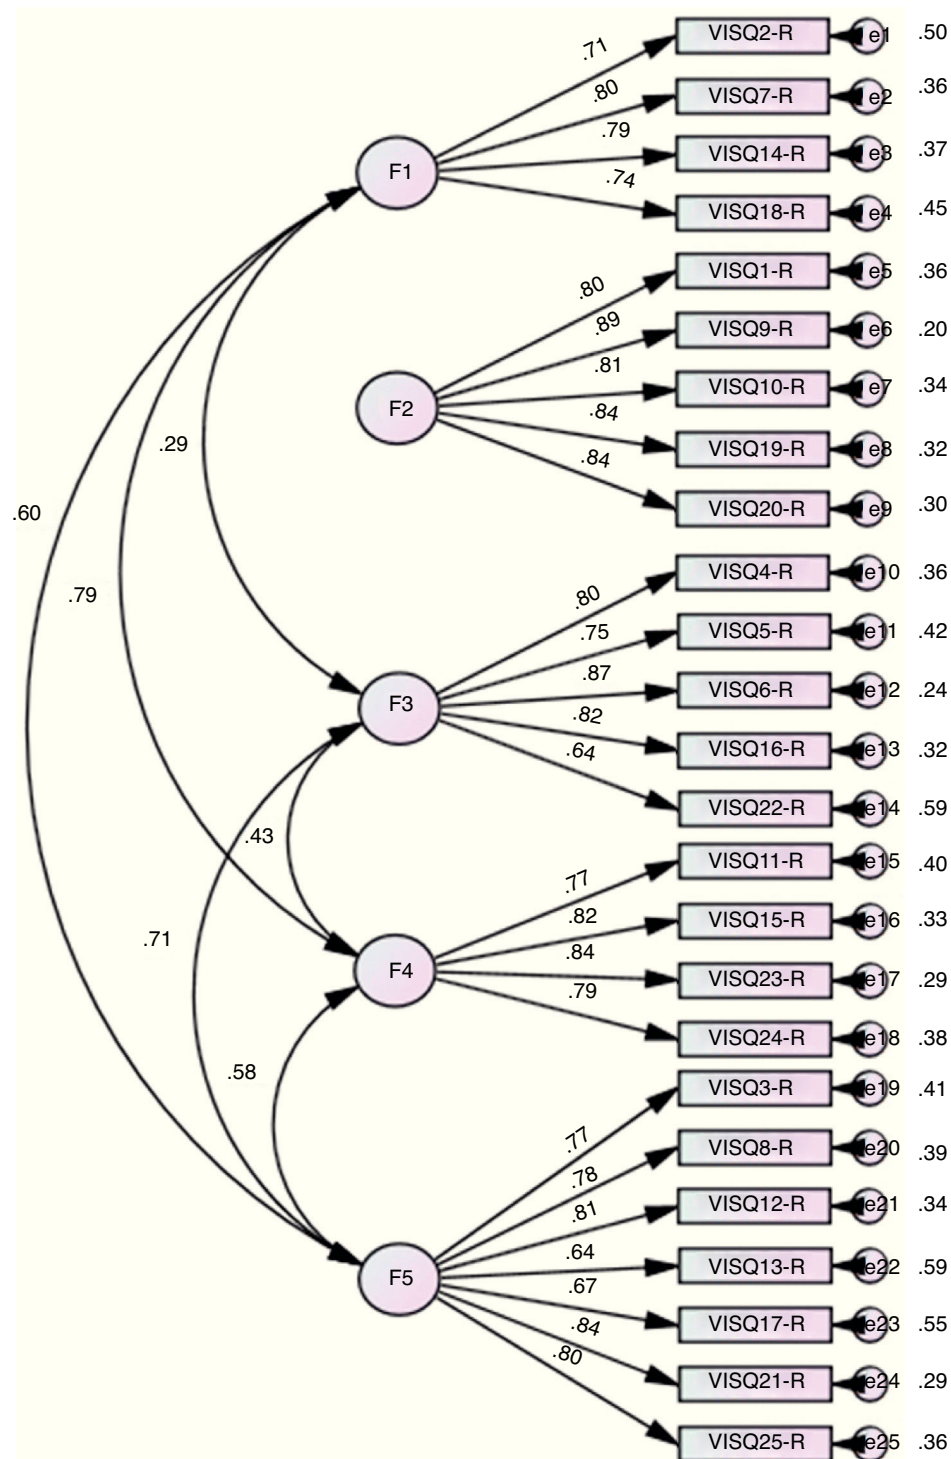 VISQ2-R e1 .50
.71
VISQ7-R e2 .36
.80
VISQ14-R e3 .37
.79
F1
VISQ18-R e4 .45
.74
VISQ1-R e5 .36
.80
VISQ9-R e6 .20
.89
VISQ10-R e7 .34
.81
F2
VISQ19-R e8 .32
.84
VISQ20-R e9 .30
.84
.29
.60
.79
VISQ4-R e10 .36
.80
VISQ5-R e11 .42
.75
VISQ6-R e12 .24
.87
F3
VISQ16-R e13 .32
.82
VISQ22-R e14 .59
.64
.43
VISQ11-R e15 .40
.77
VISQ15-R e16 .33
.82
.71
VISQ23-R e17 .29
.84
F4
VISQ24-R e18 .38
.79
.58
VISQ3-R e19 .41
.77
VISQ8-R e20 .39
.78
VISQ12-R e21 .34
.81
VISQ13-R e22 .59
.64
F5
VISQ17-R e23 .55
.67
VISQ21-R e24 .29
.84
VISQ25-R e25 .36
.80